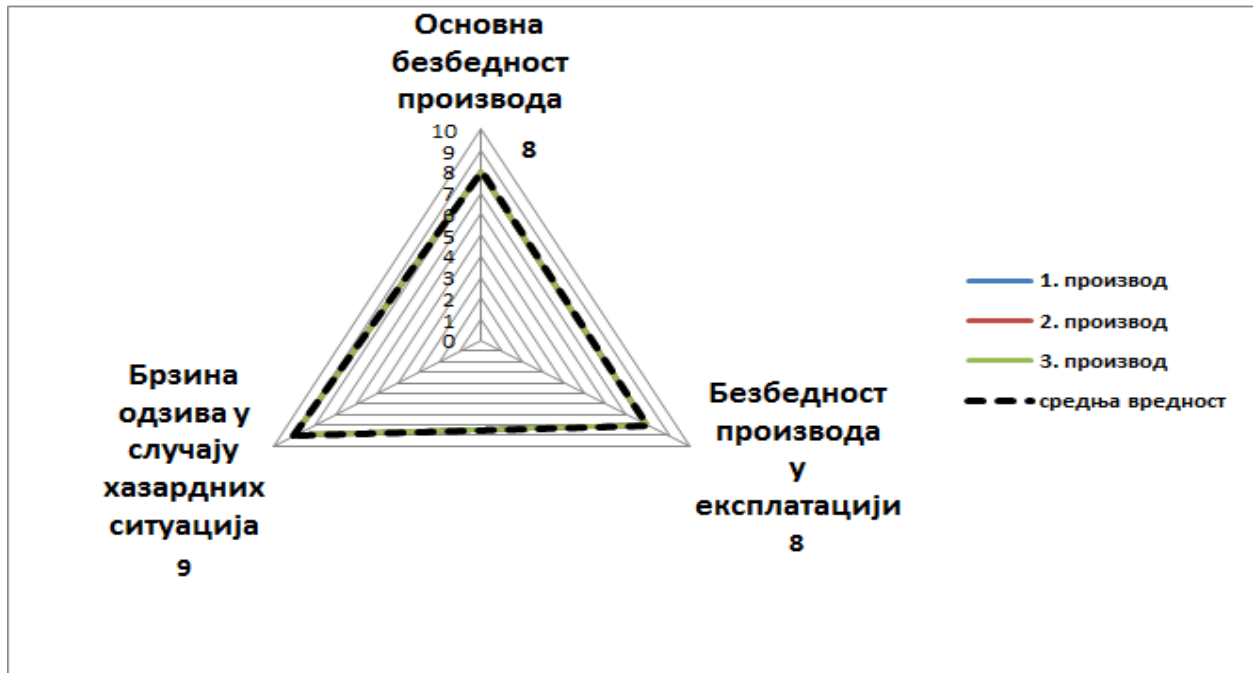 Основна
безбедност
производа
8
10
9
8
7
6
5
4
3
2
1
0
Безбедност
производа
у
експлатацији
8
Брзина
одзива у
случају
хазардних
ситуација
9
1. производ
2. производ
3. производ
средња вредност